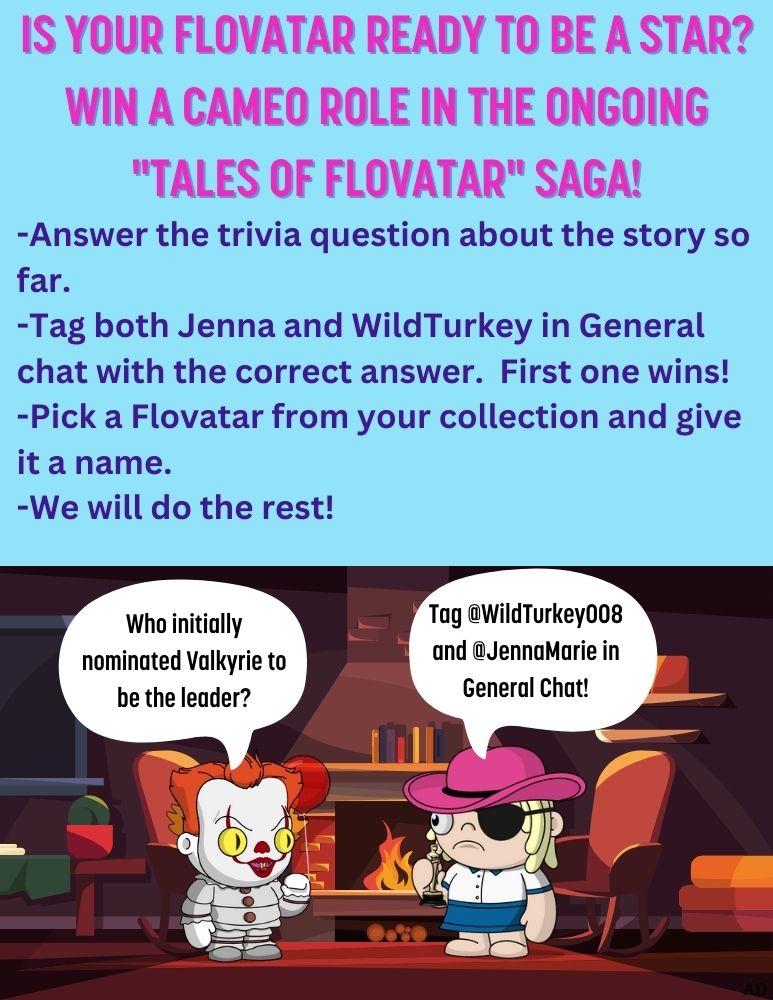 IS YOUR FLOVATAR READY TO BE A STAR?
WIN A CAMEO ROLE IN THE ONGOING
"TALES OF FLOVATAR" SAGA!
-Answer the trivia question about the story so
far.
-Tag both Jenna and WildTurkey in General
chat with the correct answer.  First one wins!
-Pick a Flovatar from your collection and give
it a name.
-We will do the rest!
Who initially
nominated Valkyrie to
be the leader?
Tag @WildTurkey008
and @JennaMarie in
General Chat!
AD